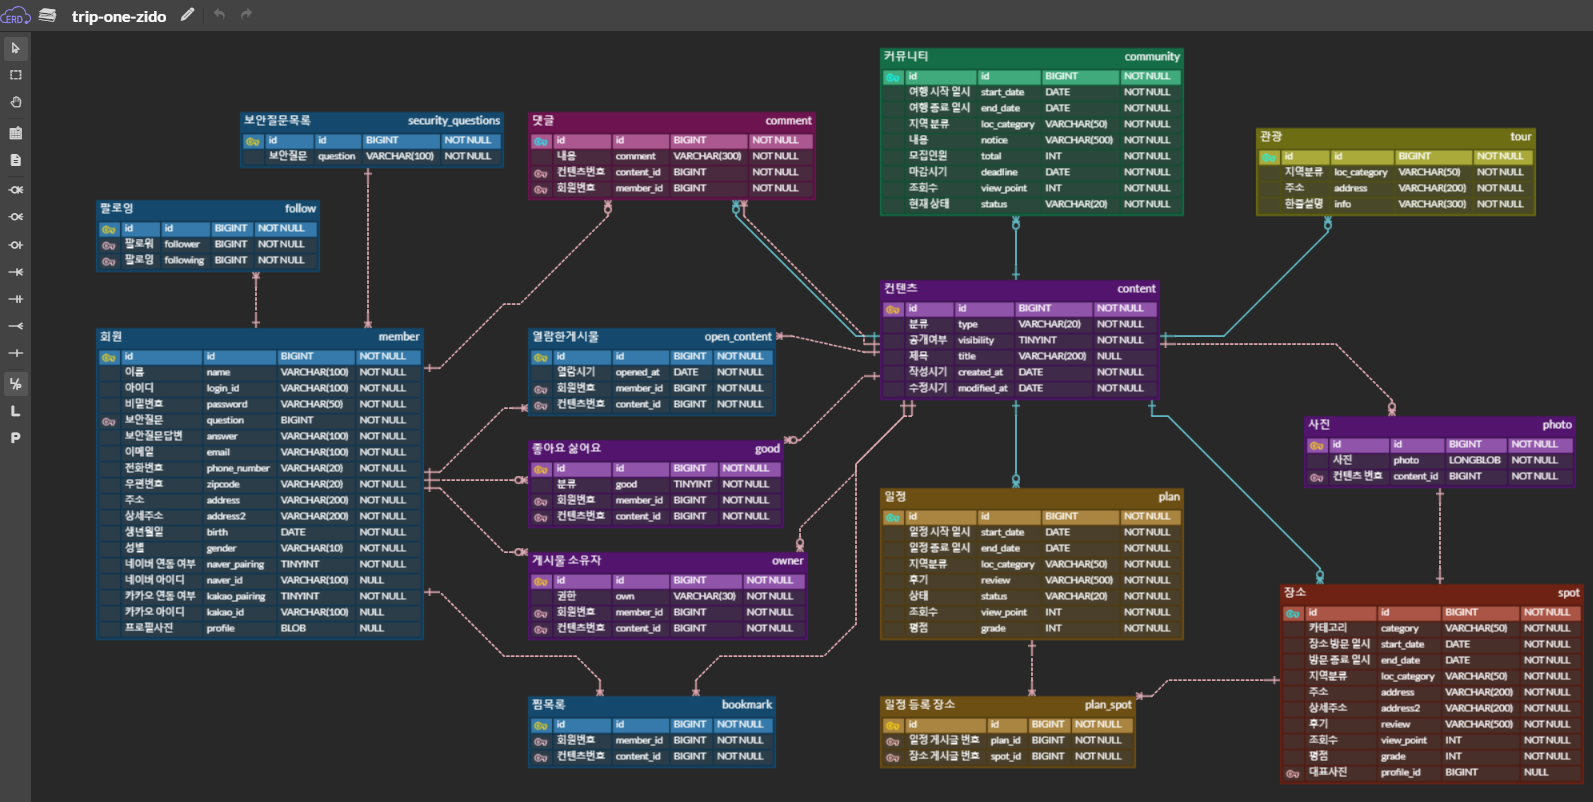 ERD
trip-one-zido
커뮤니티 community
id id BIGINT NOT NULL
여행 시작 일시 start_date DATE NOT NULL
여행 종료 일시 end_date DATE NOT NULL
지역 분류 loc_category VARCHAR(50) NOT NULL
내용 notice VARCHAR(500) NOT NULL
모집인원 total INT NOT NULL
마감시기 deadline DATE NOT NULL
조회수 view_point INT NOT NULL
현재 상태 status VARCHAR(20) NOT NULL
보안질문목록 security_questions
id id BIGINT NOT NULL
보안질문 question VARCHAR(100) NOT NULL
댓글 comment
id id BIGINT NOT NULL
내용 comment VARCHAR(300) NOT NULL
컨텐츠번호 content_id BIGINT NOT NULL
회원번호 member_id BIGINT NOT NULL
관광 tour
id id BIGINT NOT NULL
지역분류 loc_category VARCHAR(50) NOT NULL
주소 address VARCHAR(200) NOT NULL
한줄설명 info VARCHAR(300) NOT NULL
팔로잉 follow
id id BIGINT NOT NULL
팔로워 follower BIGINT NOT NULL
팔로잉 following BIGINT NOT NULL
컨텐츠 content
id id BIGINT NOT NULL
분류 type VARCHAR(20) NOT NULL
공개여부 visibility TINYINT NOT NULL
제목 title VARCHAR(200) NULL
작성시기 created_at DATE NOT NULL
수정시기 modified_at DATE NOT NULL
회원 member
id id BIGINT NOT NULL
이름 name VARCHAR(100) NOT NULL
아이디 login_id VARCHAR(100) NOT NULL
비밀번호 password VARCHAR(50) NOT NULL
보안질문 question BIGINT NOT NULL
보안질문답변 answer VARCHAR(100) NOT NULL
이메일 email VARCHAR(100) NOT NULL
전화번호 phone_number VARCHAR(20) NOT NULL
우편번호 zipcode VARCHAR(20) NOT NULL
주소 address VARCHAR(200) NOT NULL
상세주소 address2 VARCHAR(200) NOT NULL
생년월일 birth DATE NOT NULL
성별 gender VARCHAR(10) NOT NULL
네이버 연동 여부 naver_pairing TINYINT NOT NULL
네이버 아이디 naver_id VARCHAR(100) NULL
카카오 연동 여부 kakao_pairing TINYINT NOT NULL
카카오 아이디 kakao_id VARCHAR(100) NULL
프로필사진 profile BLOB NULL
열람한게시물 open_content
id id BIGINT NOT NULL
열람시기 opened_at DATE NOT NULL
회원번호 member_id BIGINT NOT NULL
컨텐츠번호 content_id BIGINT NOT NULL
좋아요 싫어요 good
id id BIGINT NOT NULL
분류 good TINYINT NOT NULL
회원번호 member_id BIGINT NOT NULL
컨텐츠번호 content_id BIGINT NOT NULL
게시물 소유자 owner
id id BIGINT NOT NULL
권한 own VARCHAR(30) NOT NULL
회원번호 member_id BIGINT NOT NULL
컨텐츠번호 content_id BIGINT NOT NULL
사진 photo
id id BIGINT NOT NULL
사진 photo LONGBLOB NOT NULL
컨텐츠 번호 content_id BIGINT NOT NULL
일정 plan
id id BIGINT NOT NULL
일정 시작 일시 start_date DATE NOT NULL
일정 종료 일시 end_date DATE NOT NULL
지역분류 loc_category VARCHAR(50) NOT NULL
후기 review VARCHAR(500) NOT NULL
상태 status VARCHAR(20) NOT NULL
조회수 view_point INT NOT NULL
평점 grade INT NOT NULL
장소 spot
id id BIGINT NOT NULL
카테고리 category VARCHAR(50) NOT NULL
장소 방문 일시 start_date DATE NOT NULL
방문 종료 일시 end_date DATE NOT NULL
지역분류 loc_category VARCHAR(50) NOT NULL
주소 address VARCHAR(200) NOT NULL
상세주소 address2 VARCHAR(200) NOT NULL
후기 review VARCHAR(500) NOT NULL
조회수 view_point INT NOT NULL
평점 grade INT NOT NULL
대표사진 profile_id BIGINT NULL
찜목록 bookmark
id id BIGINT NOT NULL
회원번호 member_id BIGINT NOT NULL
컨텐츠번호 content_id BIGINT NOT NULL
일정 등록 장소 plan_spot
id id BIGINT NOT NULL
일정 게시글 번호 plan_id BIGINT NOT NULL
장소 게시글 번호 spot_id BIGINT NOT NULL
L
P